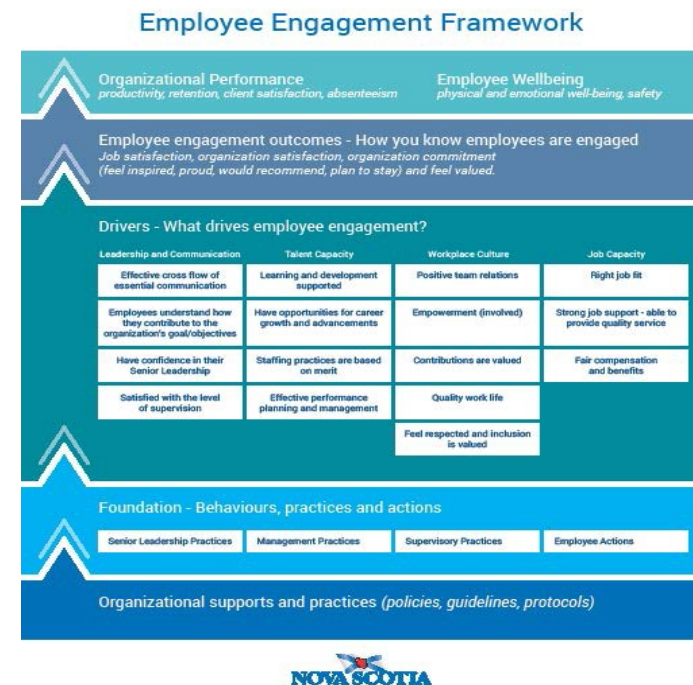 Employee Engagement Framework
Organizational Performance
productivity, retention, client satisfaction, absenteeism
Employee Wellbeing
physical and emotional well-being, safety
Employee engagement outcomes - How you know employees are engaged
Job satisfaction, organization satisfaction, organization commitment
(feel inspired, proud, would recommend, plan to stay) and feel valued.
Drivers - What drives employee engagement?
Leadership and Communication
Effective cross flow of
essential communication
Employees understand how
they contribute to the
organization's goal/objectives
Have confidence in their
Senior Leadership
Satisfied with the level
of supervision
Talent Capacity
Learning and development
supported
Have opportunities for career
growth and advancements
Staffing practices are based
on merit
Effective performance
planning and management
Workplace Culture
Positive team relations
Empowerment (involved)
Contributions are valued
Quality work life
Feel respected and inclusion
is valued
Job Capacity
Right job fit
Strong job support - able to
provide quality service
Fair compensation
and benefits
Foundation - Behaviours, practices and actions
Senior Leadership Practices
Management Practices
Supervisory Practices
Employee Actions
Organizational supports and practices (policies, guidelines, protocols)
NOVA SCOTIA